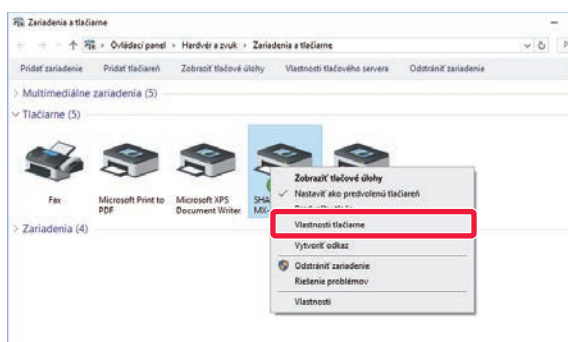 Zariadenia a tlačiarne
Ovládací panel › Hardvér a zvuk › Zariadenia a tlačiarne
Pridať zariadenie Pridať tlačiareň Zobraziť tlačové úlohy Vlastnosti tlačového servera Odstrániť zariadenie
Multimediálne zariadenia (5)
Tlačiarne (5)
Fax
Microsoft Print to PDF
Microsoft XPS Document Writer
SHA
MX-
Zobraziť tlačové úlohy
Nastaviť ako predvolenú tlačiareň
Vlastnosti tlačiarne
Vytvoriť odkaz
Odstrániť zariadenie
Riešenie problémov
Vlastnosti
Zariadenia (4)